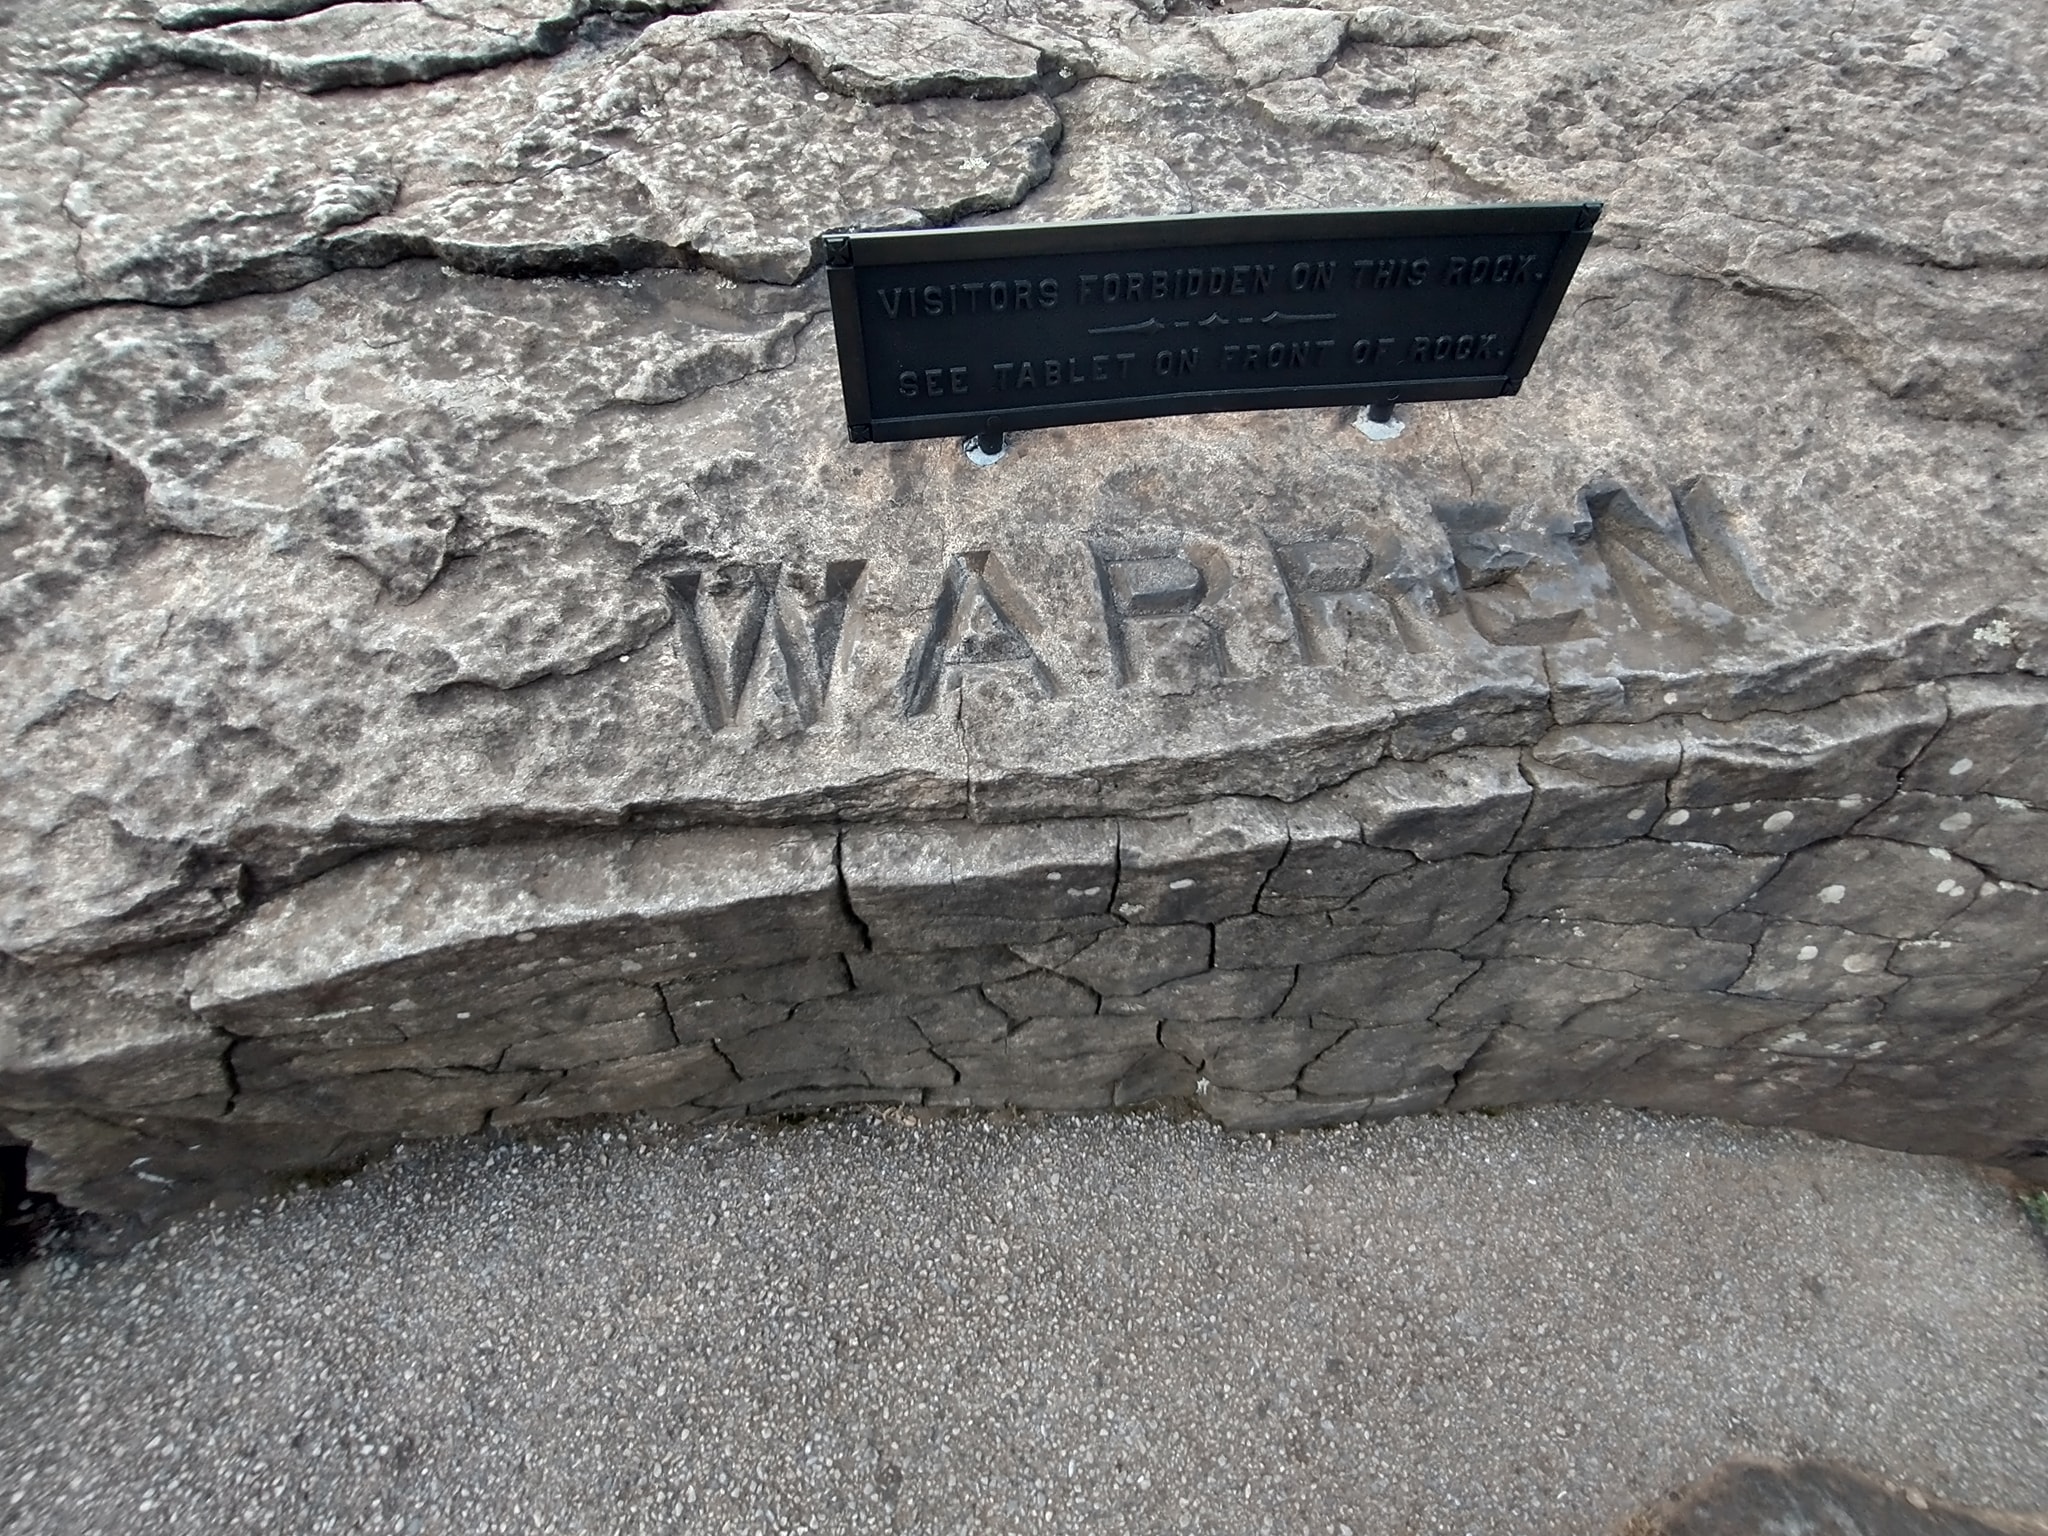 VISITORS FORBIDDEN ON THIS ROCK.
SEE TABLET ON FRONT OF ROCK.
WARREN